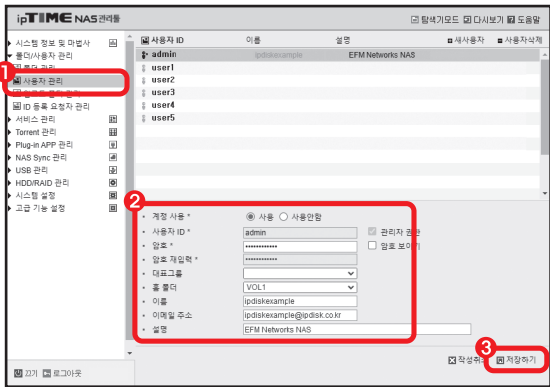 ipTIME NAS관리툴
탐색기모드 다시보기 도움말
시스템 정보 및 마법사
폴더/사용자 관리
폴더 관리
1
사용자 관리
ID 등록 요청자 관리
서비스 관리
Torrent 관리
Plug-in APP 관리
NAS Sync 관리
USB 관리
HDD/RAID 관리
시스템 설정
고급 기능 설정
끄기 로그아웃
사용자 ID 이름 설명 새사용자 사용자삭제
admin ipdiskexample EFM Networks NAS
user1
user2
user3
user4
user5
2
계정 사용 * 사용 사용안함
사용자 ID * admin 관리자 권한
암호 * •••••••••••• 암호 보이기
암호 재입력 * ••••••••••••
대표그룹
홈 폴더 VOL1
이름 ipdiskexample
이메일 주소 ipdiskexample@ipdisk.co.kr
설명 EFM Networks NAS
3
작성취소 저장하기